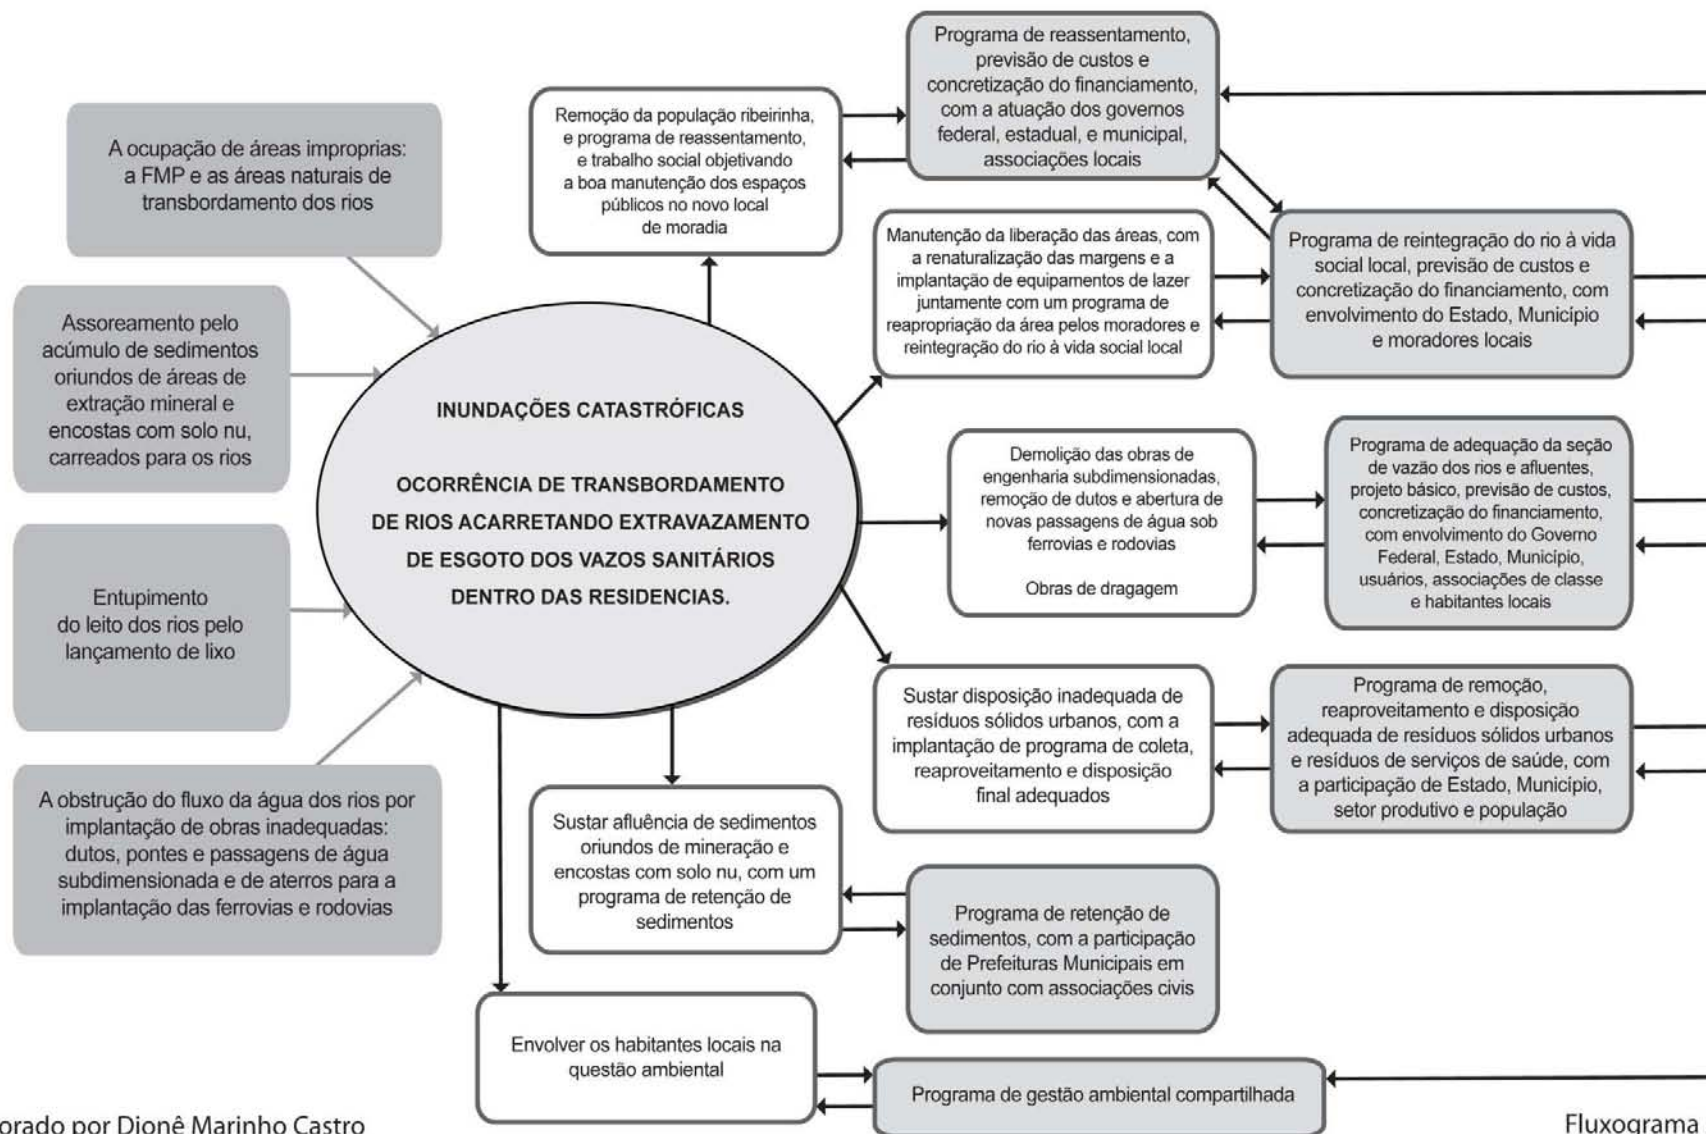 A ocupação de áreas improprias:
a FMP e as áreas naturais de
transbordamento dos rios
Assoreamento pelo
acúmulo de sedimentos
oriundos de áreas de
extração mineral e
encostas com solo nu,
carreados para os rios
Entupimento
do leito dos rios pelo
lançamento de lixo
A obstrução do fluxo da água dos rios por
implantação de obras inadequadas:
dutos, pontes e passagens de água
subdimensionada e de aterros para a
implantação das ferrovias e rodovias
INUNDAÇÕES CATASTRÓFICAS
OCORRÊNCIA DE TRANSBORDAMENTO
DE RIOS ACARRETANDO EXTRAVAZAMENTO
DE ESGOTO DOS VAZOS SANITÁRIOS
DENTRO DAS RESIDENCIAS.
Remoção da população ribeirinha,
e programa de reassentamento,
e trabalho social objetivando
a boa manutenção dos espaços
públicos no novo local
de moradia
Programa de reassentamento,
previsão de custos e
concretização do financiamento,
com a atuação dos governos
federal, estadual, e municipal,
associações locais
Manutenção da liberação das áreas, com
a renaturalização das margens e a
implantação de equipamentos de lazer
juntamente com um programa de
reapropriação da área pelos moradores e
reintegração do rio à vida social local
Programa de reintegração do rio à vida
social local, previsão de custos e
concretização do financiamento, com
envolvimento do Estado, Município
e moradores locais
Demolição das obras de
engenharia subdimensionadas,
remoção de dutos e abertura de
novas passagens de água sob
ferrovias e rodovias
Obras de dragagem
Programa de adequação da seção
de vazão dos rios e afluentes,
projeto básico, previsão de custos,
concretização do financiamento,
com envolvimento do Governo
Federal, Estado, Município,
usuários, associações de classe
e habitantes locais
Sustar disposição inadequada de
resíduos sólidos urbanos, com a
implantação de programa de coleta,
reaproveitamento e disposição
final adequados
Programa de remoção,
reaproveitamento e disposição
adequada de resíduos sólidos urbanos
e resíduos de serviços de saúde, com
a participação de Estado, Município,
setor produtivo e população
Sustar afluência de sedimentos
oriundos de mineração e
encostas com solo nu, com um
programa de retenção de
sedimentos
Programa de retenção de
sedimentos, com a participação
de Prefeituras Municipais em
conjunto com associações civis
Envolver os habitantes locais na
questão ambiental
Programa de gestão ambiental compartilhada
orado por Dionê Marinho Castro
Fluxograma